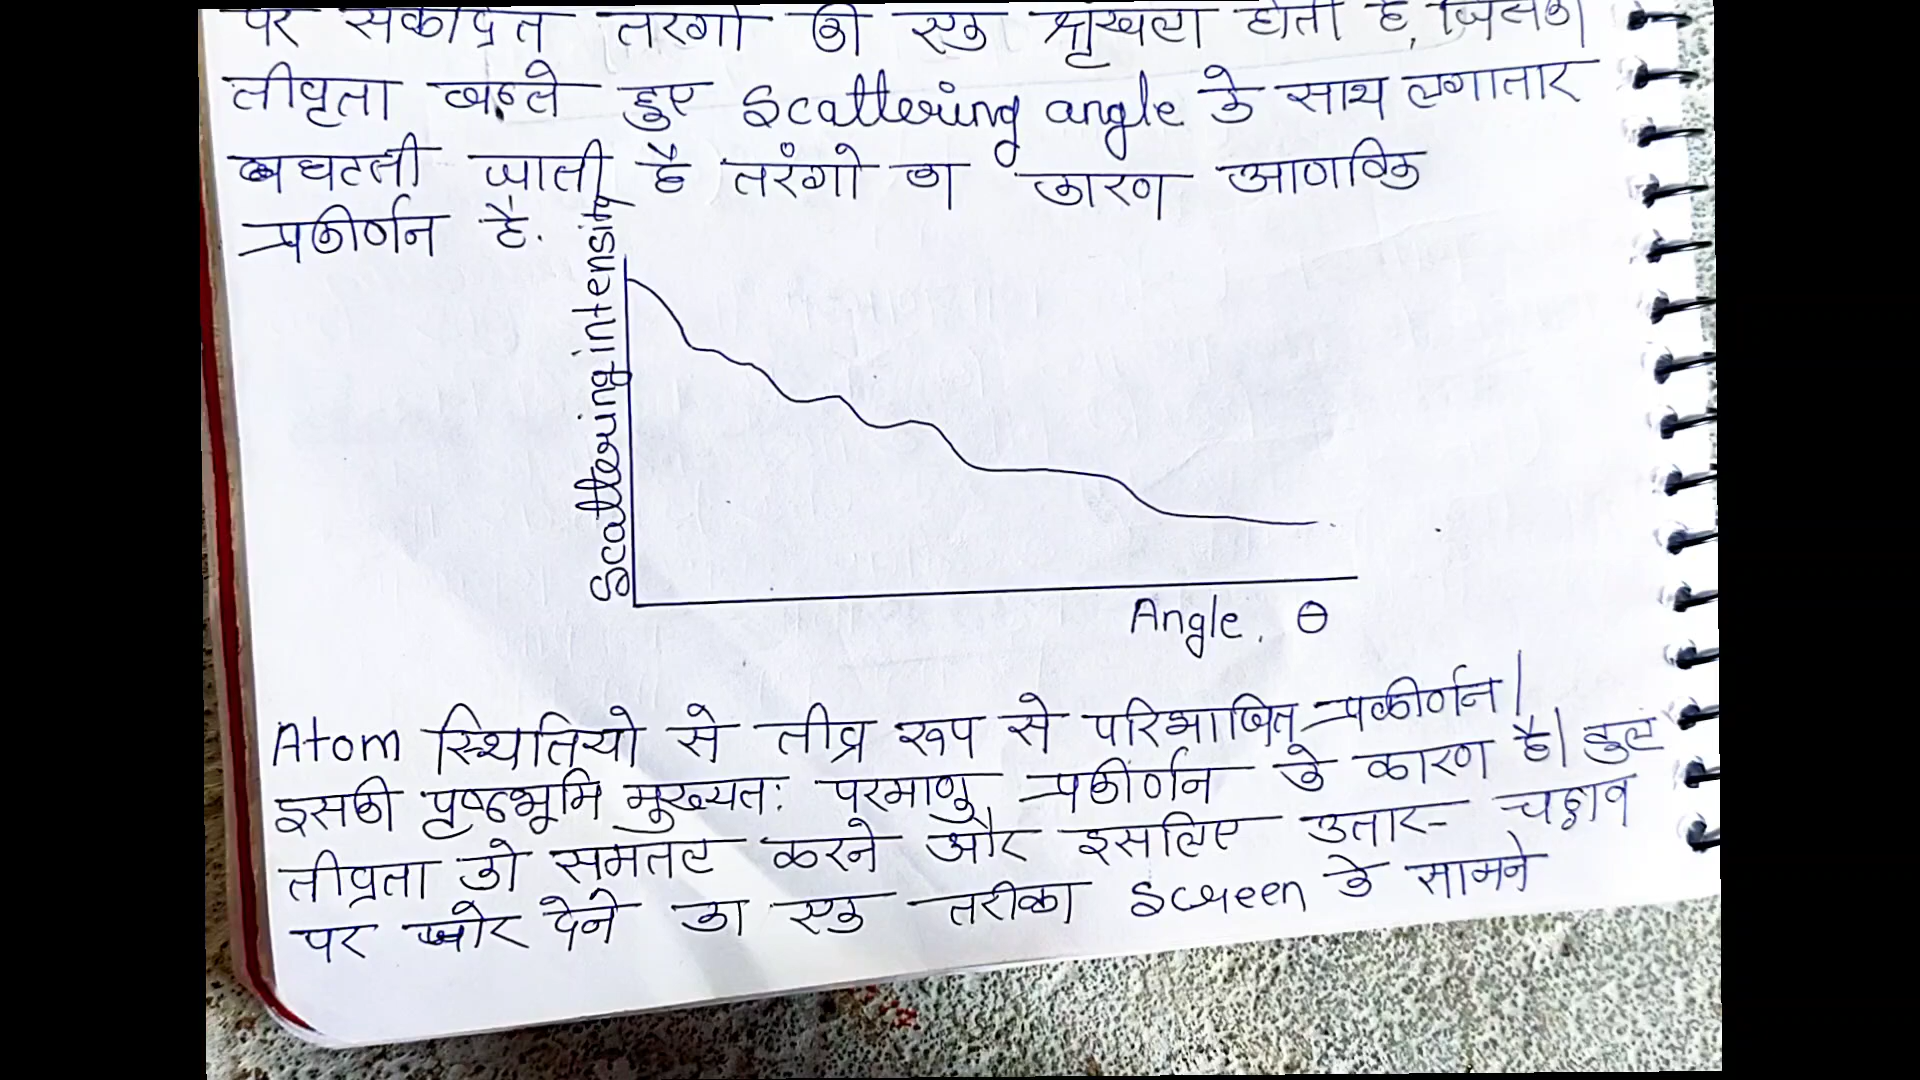 पर संकेन्द्रित तरंगो की एक श्रृंखला होती है, जिसकी
तीव्रता बढ़ते हुए Scattering angle के साथ लगातार
घटती जाती है तरंगो का कारण आणविक
प्रकीर्णन है.
Scattering intensity
Angle, θ
Atom स्थितियो से तीव्र रूप से परिभाषित प्रकीर्णन।
इसकी पृष्ठभूमि मुख्यत: परमाणु प्रकीर्णन के कारण है। कुल
तीव्रता को समतल करने और इसलिए उतार- चढ़ाव
पर जोर देने का एक तरीका Screen के सामने